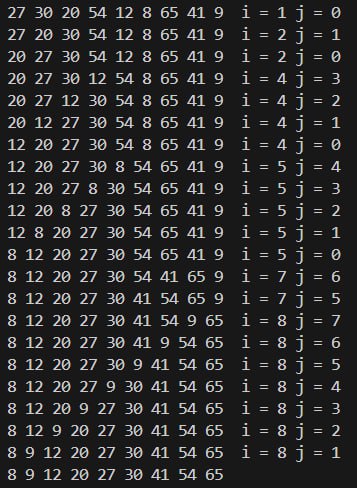 27 30 20 54 12 8 65 41 9 i = 1 j = 0
27 20 30 54 12 8 65 41 9 i = 2 j = 1
20 27 30 54 12 8 65 41 9 i = 2 j = 0
20 27 30 12 54 8 65 41 9 i = 4 j = 3
20 27 12 30 54 8 65 41 9 i = 4 j = 2
20 12 27 30 54 8 65 41 9 i = 4 j = 1
12 20 27 30 54 8 65 41 9 i = 4 j = 0
12 20 27 30 8 54 65 41 9 i = 5 j = 4
12 20 27 8 30 54 65 41 9 i = 5 j = 3
12 20 8 27 30 54 65 41 9 i = 5 j = 2
12 8 20 27 30 54 65 41 9 i = 5 j = 1
8 12 20 27 30 54 65 41 9 i = 5 j = 0
8 12 20 27 30 54 41 65 9 i = 7 j = 6
8 12 20 27 30 41 54 65 9 i = 7 j = 5
8 12 20 27 30 41 54 9 65 i = 8 j = 7
8 12 20 27 30 41 9 54 65 i = 8 j = 6
8 12 20 27 30 9 41 54 65 i = 8 j = 5
8 12 20 27 9 30 41 54 65 i = 8 j = 4
8 12 20 9 27 30 41 54 65 i = 8 j = 3
8 12 9 20 27 30 41 54 65 i = 8 j = 2
8 9 12 20 27 30 41 54 65 i = 8 j = 1
8 9 12 20 27 30 41 54 65